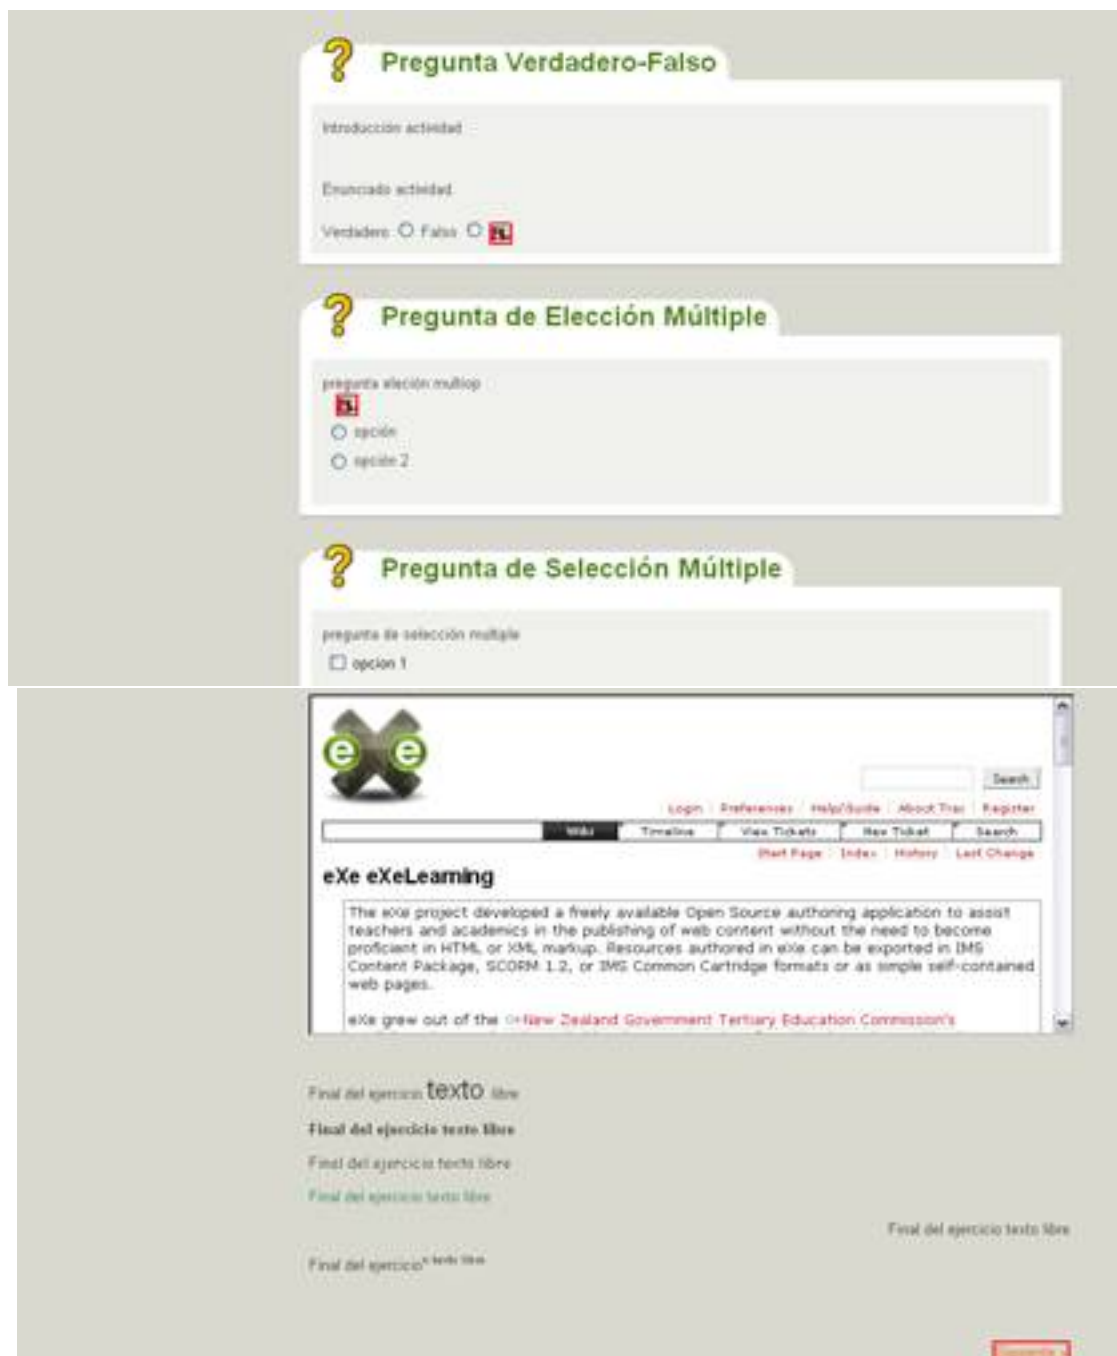 Pregunta Verdadero-Falso
Introducción actividad
Enunciado actividad
Verdadero Falso
Pregunta de Elección Múltiple
pregunta eleción multiop
opción
opción 2
Pregunta de Selección Múltiple
pregunta de selección multiple
opcion 1
e e
Search
Login Preferences Help/Guide About Trac Register
Wiki Timeline View Tickets New Ticket Search
Start Page Index History Last Change
eXe eXeLearning
The eXe project developed a freely available Open Source authoring application to assist
teachers and academics in the publishing of web content without the need to become
proficient in HTML or XML markup. Resources authored in eXe can be exported in IMS
Content Package, SCORM 1.2, or IMS Common Cartridge formats or as simple self-contained
web pages.
eXe grew out of the New Zealand Government Tertiary Education Commission's
Final del ejercicio texto libre
Final del ejercicio texto libre
Final del ejercicio texto libre
Final del ejercicio texto libre
Final del ejercicio texto libre
Final del ejercicio texto libre